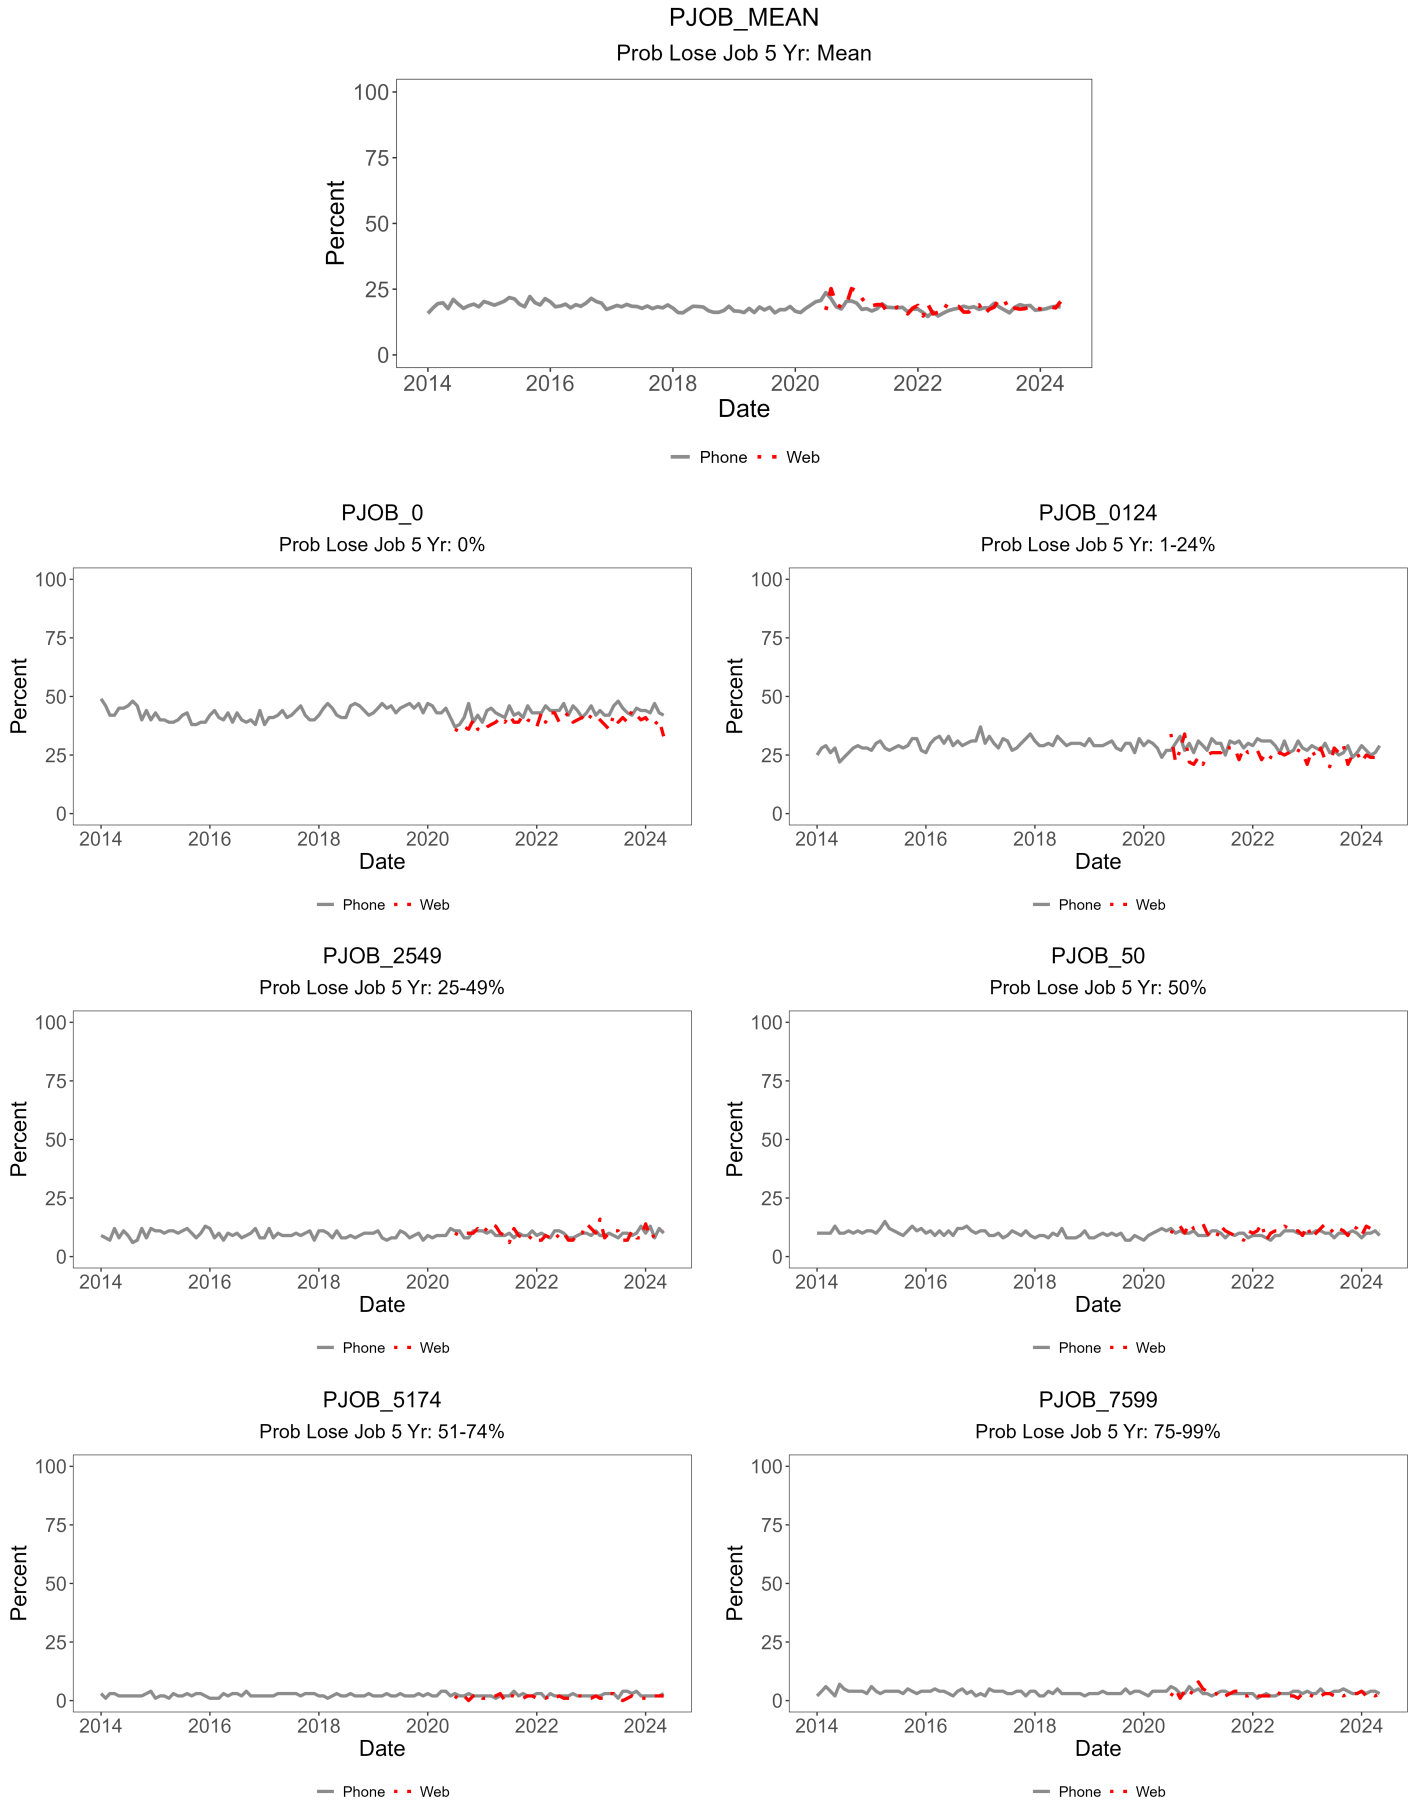 PJOB_MEAN
Prob Lose Job 5 Yr: Mean
100
75
50
25
0
Percent
2014 2016 2018 2020 2022 2024
Date
Phone Web
PJOB_0
Prob Lose Job 5 Yr: 0%
100
75
50
25
0
Percent
2014 2016 2018 2020 2022 2024
Date
Phone Web
PJOB_0124
Prob Lose Job 5 Yr: 1-24%
100
75
50
25
0
Percent
2014 2016 2018 2020 2022 2024
Date
Phone Web
PJOB_2549
Prob Lose Job 5 Yr: 25-49%
100
75
50
25
0
Percent
2014 2016 2018 2020 2022 2024
Date
Phone Web
PJOB_50
Prob Lose Job 5 Yr: 50%
100
75
50
25
0
Percent
2014 2016 2018 2020 2022 2024
Date
Phone Web
PJOB_5174
Prob Lose Job 5 Yr: 51-74%
100
75
50
25
0
Percent
2014 2016 2018 2020 2022 2024
Date
Phone Web
PJOB_7599
Prob Lose Job 5 Yr: 75-99%
100
75
50
25
0
Percent
2014 2016 2018 2020 2022 2024
Date
Phone Web